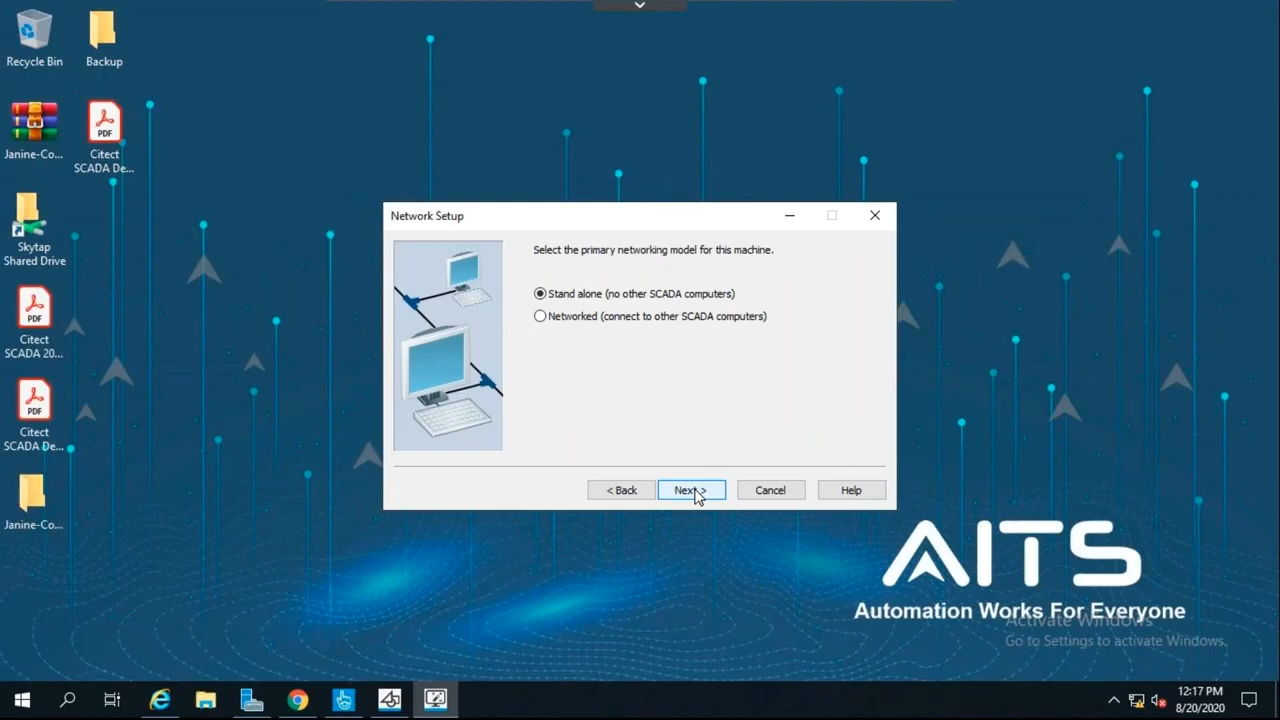 Recycle Bin
Backup
Janine-Co...
PDF
Citect
SCADA De...
Skytap
Shared Drive
PDF
Citect
SCADA 20...
PDF
Citect
SCADA De...
Janine-Co...
Network Setup
Select the primary networking model for this machine.
Stand alone (no other SCADA computers)
Networked (connect to other SCADA computers)
< Back
Next >
Cancel
Help
AITS
Automation Works For Everyone
Activate Windows
Go to Settings to activate Windows.
12:17 PM
8/20/2020